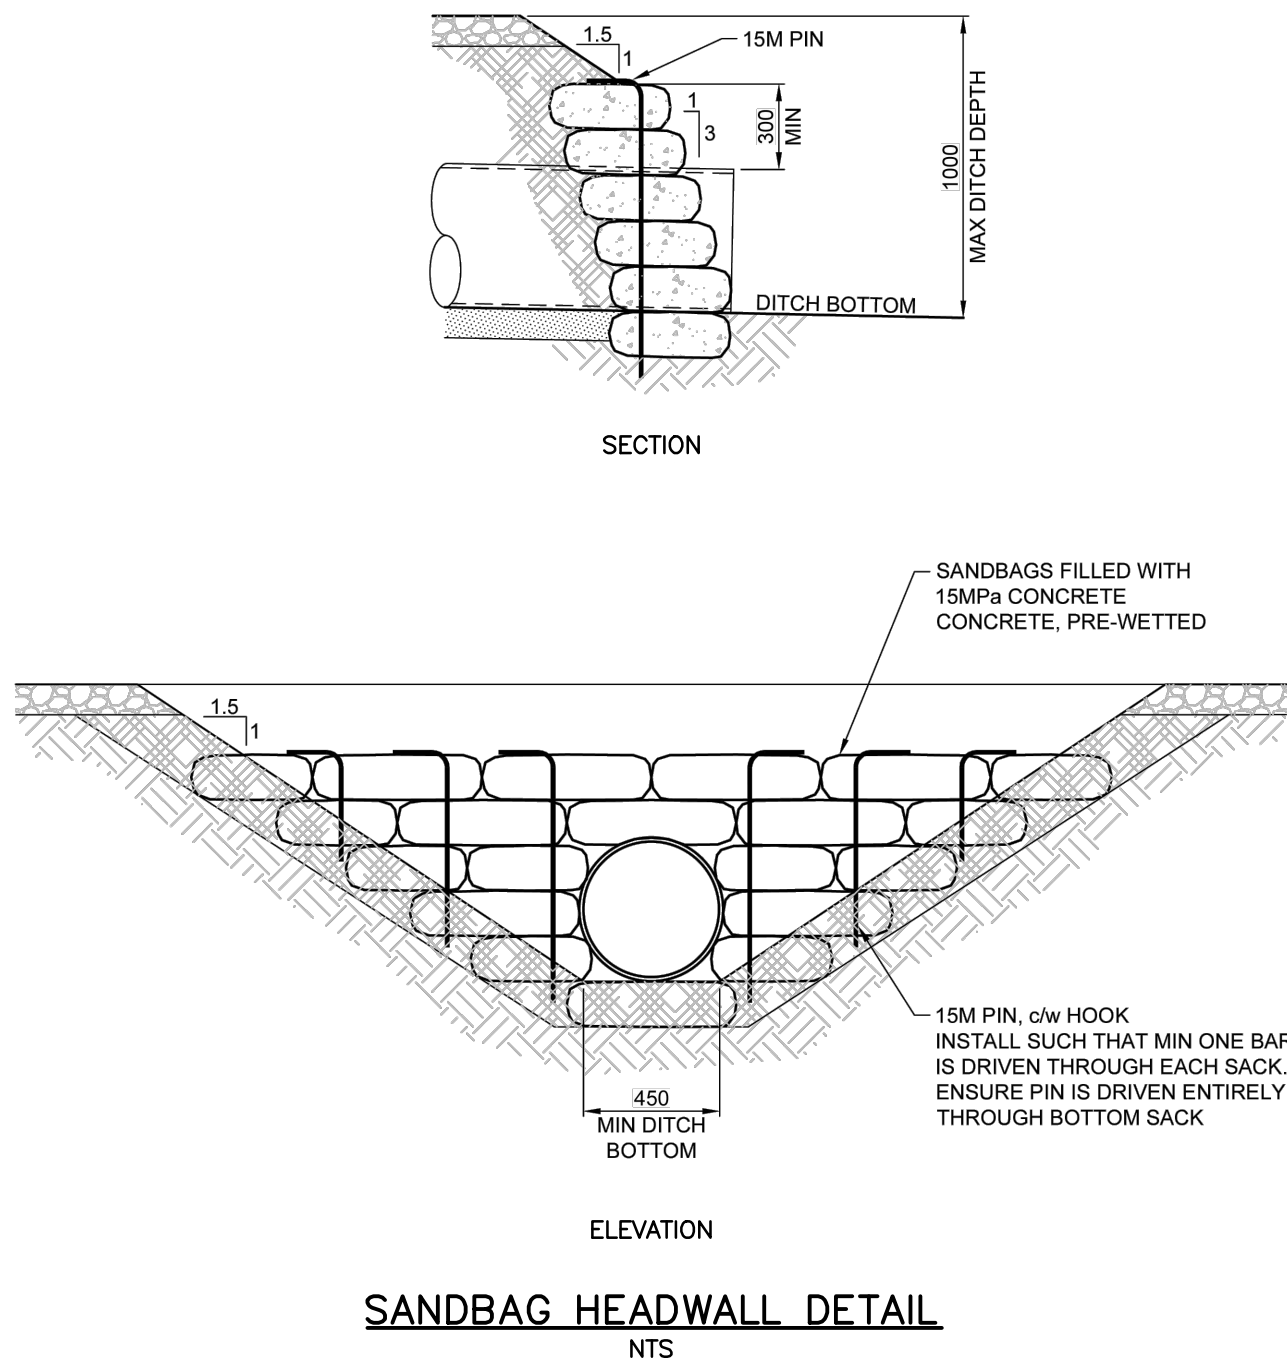 1.5
1
15M PIN
1
3
300
MIN
1000
MAX DITCH DEPTH
DITCH BOTTOM
SECTION
SANDBAGS FILLED WITH
15MPa CONCRETE
CONCRETE, PRE-WETTED
1.5
1
15M PIN, c/w HOOK
INSTALL SUCH THAT MIN ONE BAR
IS DRIVEN THROUGH EACH SACK.
ENSURE PIN IS DRIVEN ENTIRELY
THROUGH BOTTOM SACK
450
MIN DITCH
BOTTOM
ELEVATION
SANDBAG HEADWALL DETAIL
NTS